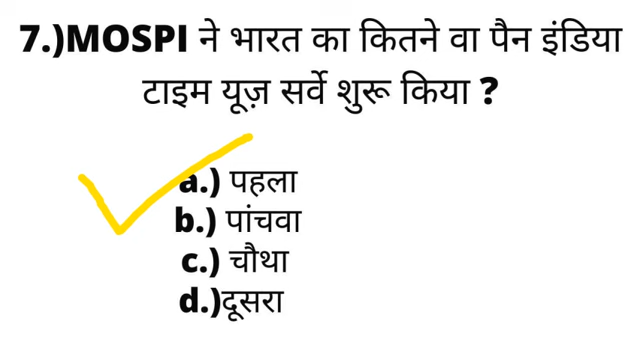 7.)MOSPI ने भारत का कितने वा पैन इंडिया
टाइम यूज़ सर्वे शुरू किया ?
a.) पहला
b.) पांचवा
c.) चौथा
d.)दूसरा